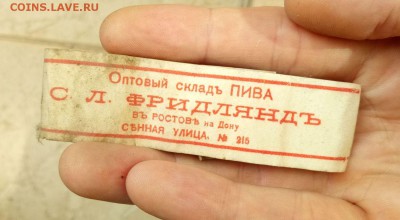 COINS.LAVE.RU
Оптовый складъ ПИВА
С. Л. ФРИДЛЯНДЪ
ВЪ РОСТОВѢ на Дону
СѢННАЯ УЛИЦА. № 215